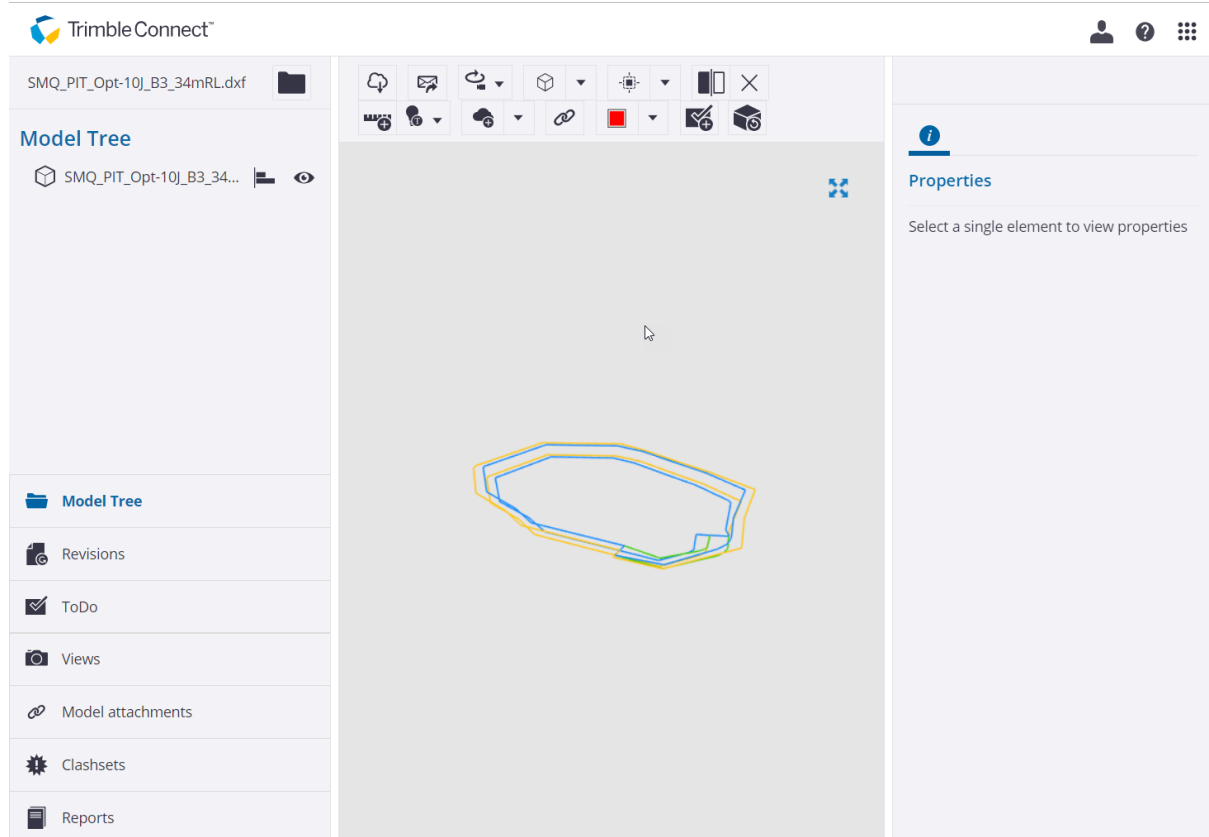 Trimble Connect™
SMQ_PIT_Opt-10J_B3_34mRL.dxf
Model Tree
SMQ_PIT_Opt-10J_B3_34...
Properties
Select a single element to view properties
Model Tree
Revisions
ToDo
Views
Model attachments
Clashsets
Reports